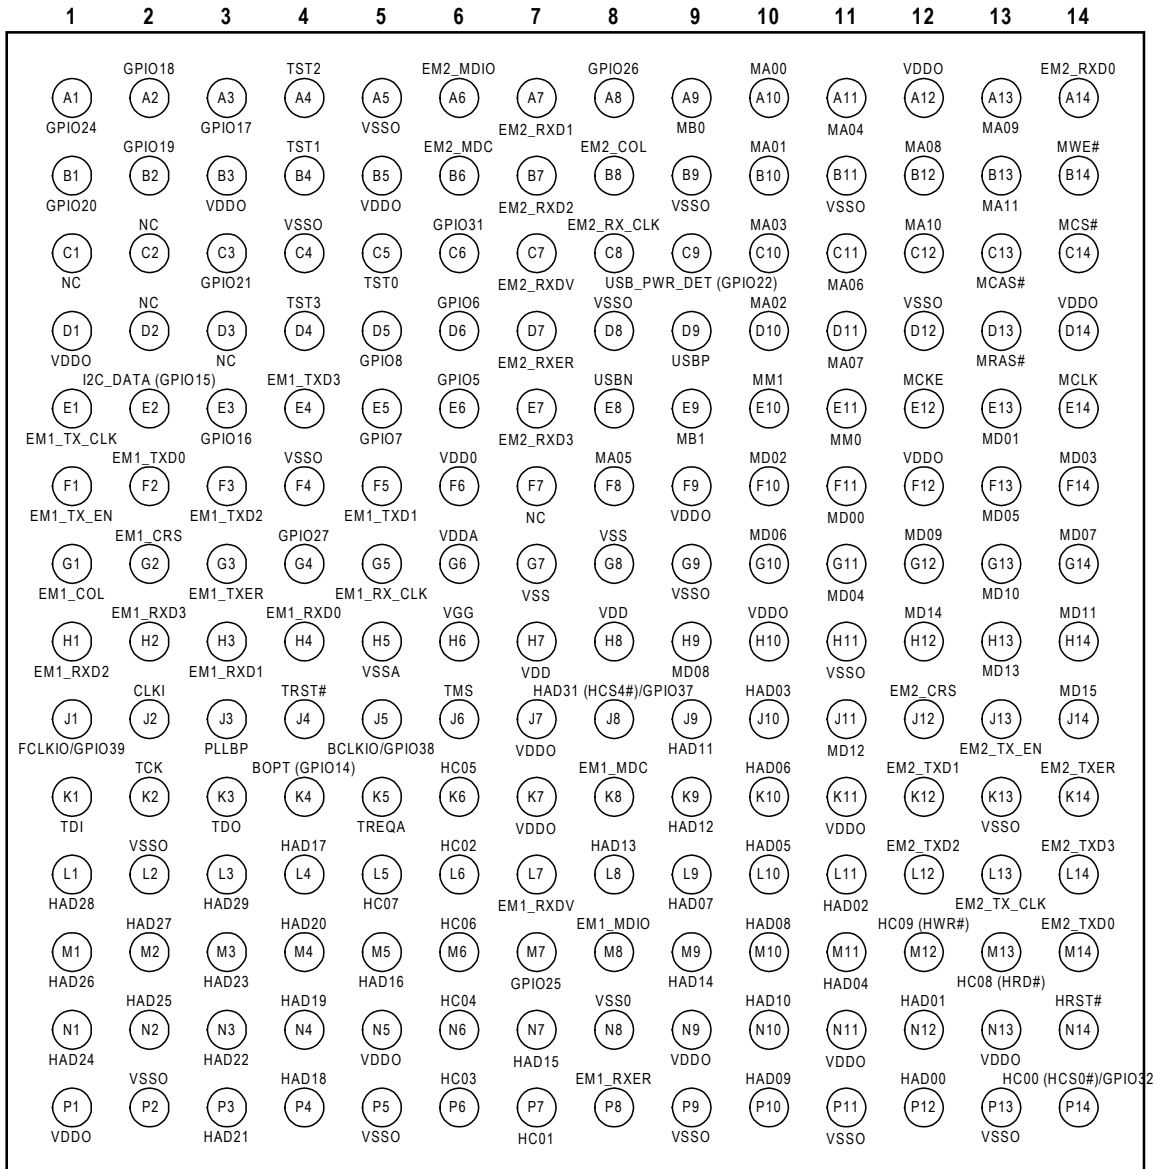 1 2 3 4 5 6 7 8 9 10 11 12 13 14
GPIO18 TST2 EM2_MDIO GPIO26 MA00 VDDO EM2_RXD0
A1 A2 A3 A4 A5 A6 A7 A8 A9 A10 A11 A12 A13 A14
GPIO24 GPIO17 VSSO EM2_RXD1 MB0 MA04 MA09
GPIO19 TST1 EM2_MDC EM2_COL MA01 MA08 MWE#
B1 B2 B3 B4 B5 B6 B7 B8 B9 B10 B11 B12 B13 B14
GPIO20 VDDO VDDO EM2_RXD2 VSSO VSSO MA11
NC VSSO GPIO31 EM2_RX_CLK MA03 MA10 MCS#
C1 C2 C3 C4 C5 C6 C7 C8 C9 C10 C11 C12 C13 C14
NC GPIO21 TST0 EM2_RXDV USB_PWR_DET (GPIO22) MA06 MCAS#
NC TST3 GPIO6 VSSO MA02 VSSO VDDO
D1 D2 D3 D4 D5 D6 D7 D8 D9 D10 D11 D12 D13 D14
VDDO NC GPIO8 EM2_RXER USBP MA07 MRAS#
I2C_DATA (GPIO15) EM1_TXD3 GPIO5 USBN MM1 MCKE MCLK
E1 E2 E3 E4 E5 E6 E7 E8 E9 E10 E11 E12 E13 E14
EM1_TX_CLK GPIO16 GPIO7 EM2_RXD3 MB1 MM0 MD01
EM1_TXD0 VSSO VDD0 MA05 MD02 VDDO MD03
F1 F2 F3 F4 F5 F6 F7 F8 F9 F10 F11 F12 F13 F14
EM1_TX_EN EM1_TXD2 EM1_TXD1 NC VDDO MD00 MD05
EM1_CRS GPIO27 VDDA VSS MD06 MD09 MD07
G1 G2 G3 G4 G5 G6 G7 G8 G9 G10 G11 G12 G13 G14
EM1_COL EM1_TXER EM1_RX_CLK VSS VSSO MD04 MD10
EM1_RXD3 EM1_RXD0 VGG VDD VDDO MD14 MD11
H1 H2 H3 H4 H5 H6 H7 H8 H9 H10 H11 H12 H13 H14
EM1_RXD2 EM1_RXD1 VSSA VDD MD08 VSSO MD13
CLKI TRST# TMS HAD31 (HCS4#)/GPIO37 HAD03 EM2_CRS MD15
J1 J2 J3 J4 J5 J6 J7 J8 J9 J10 J11 J12 J13 J14
FCLKIO/GPIO39 PLLBP BCLKIO/GPIO38 VDDO HAD11 MD12 EM2_TX_EN
TCK BOPT (GPIO14) HC05 EM1_MDC HAD06 EM2_TXD1 EM2_TXER
K1 K2 K3 K4 K5 K6 K7 K8 K9 K10 K11 K12 K13 K14
TDI TDO TREQA VDDO HAD12 VDDO VSSO
VSSO HAD17 HC02 HAD13 HAD05 EM2_TXD2 EM2_TXD3
L1 L2 L3 L4 L5 L6 L7 L8 L9 L10 L11 L12 L13 L14
HAD28 HAD29 HC07 EM1_RXDV HAD07 HAD02 EM2_TX_CLK
HAD27 HAD20 HC06 EM1_MDIO HAD08 HC09 (HWR#) EM2_TXD0
M1 M2 M3 M4 M5 M6 M7 M8 M9 M10 M11 M12 M13 M14
HAD26 HAD23 HAD16 GPIO25 HAD14 HAD04 HC08 (HRD#)
HAD25 HAD19 HC04 VSS0 HAD10 HAD01 HRST#
N1 N2 N3 N4 N5 N6 N7 N8 N9 N10 N11 N12 N13 N14
HAD24 HAD22 VDDO HAD15 VDDO VDDO VDDO
VSSO HAD18 HC03 EM1_RXER HAD09 HAD00 HC00 (HCS0#)/GPIO32
P1 P2 P3 P4 P5 P6 P7 P8 P9 P10 P11 P12 P13 P14
VDDO HAD21 VSSO HC01 VSSO VSSO VSSO